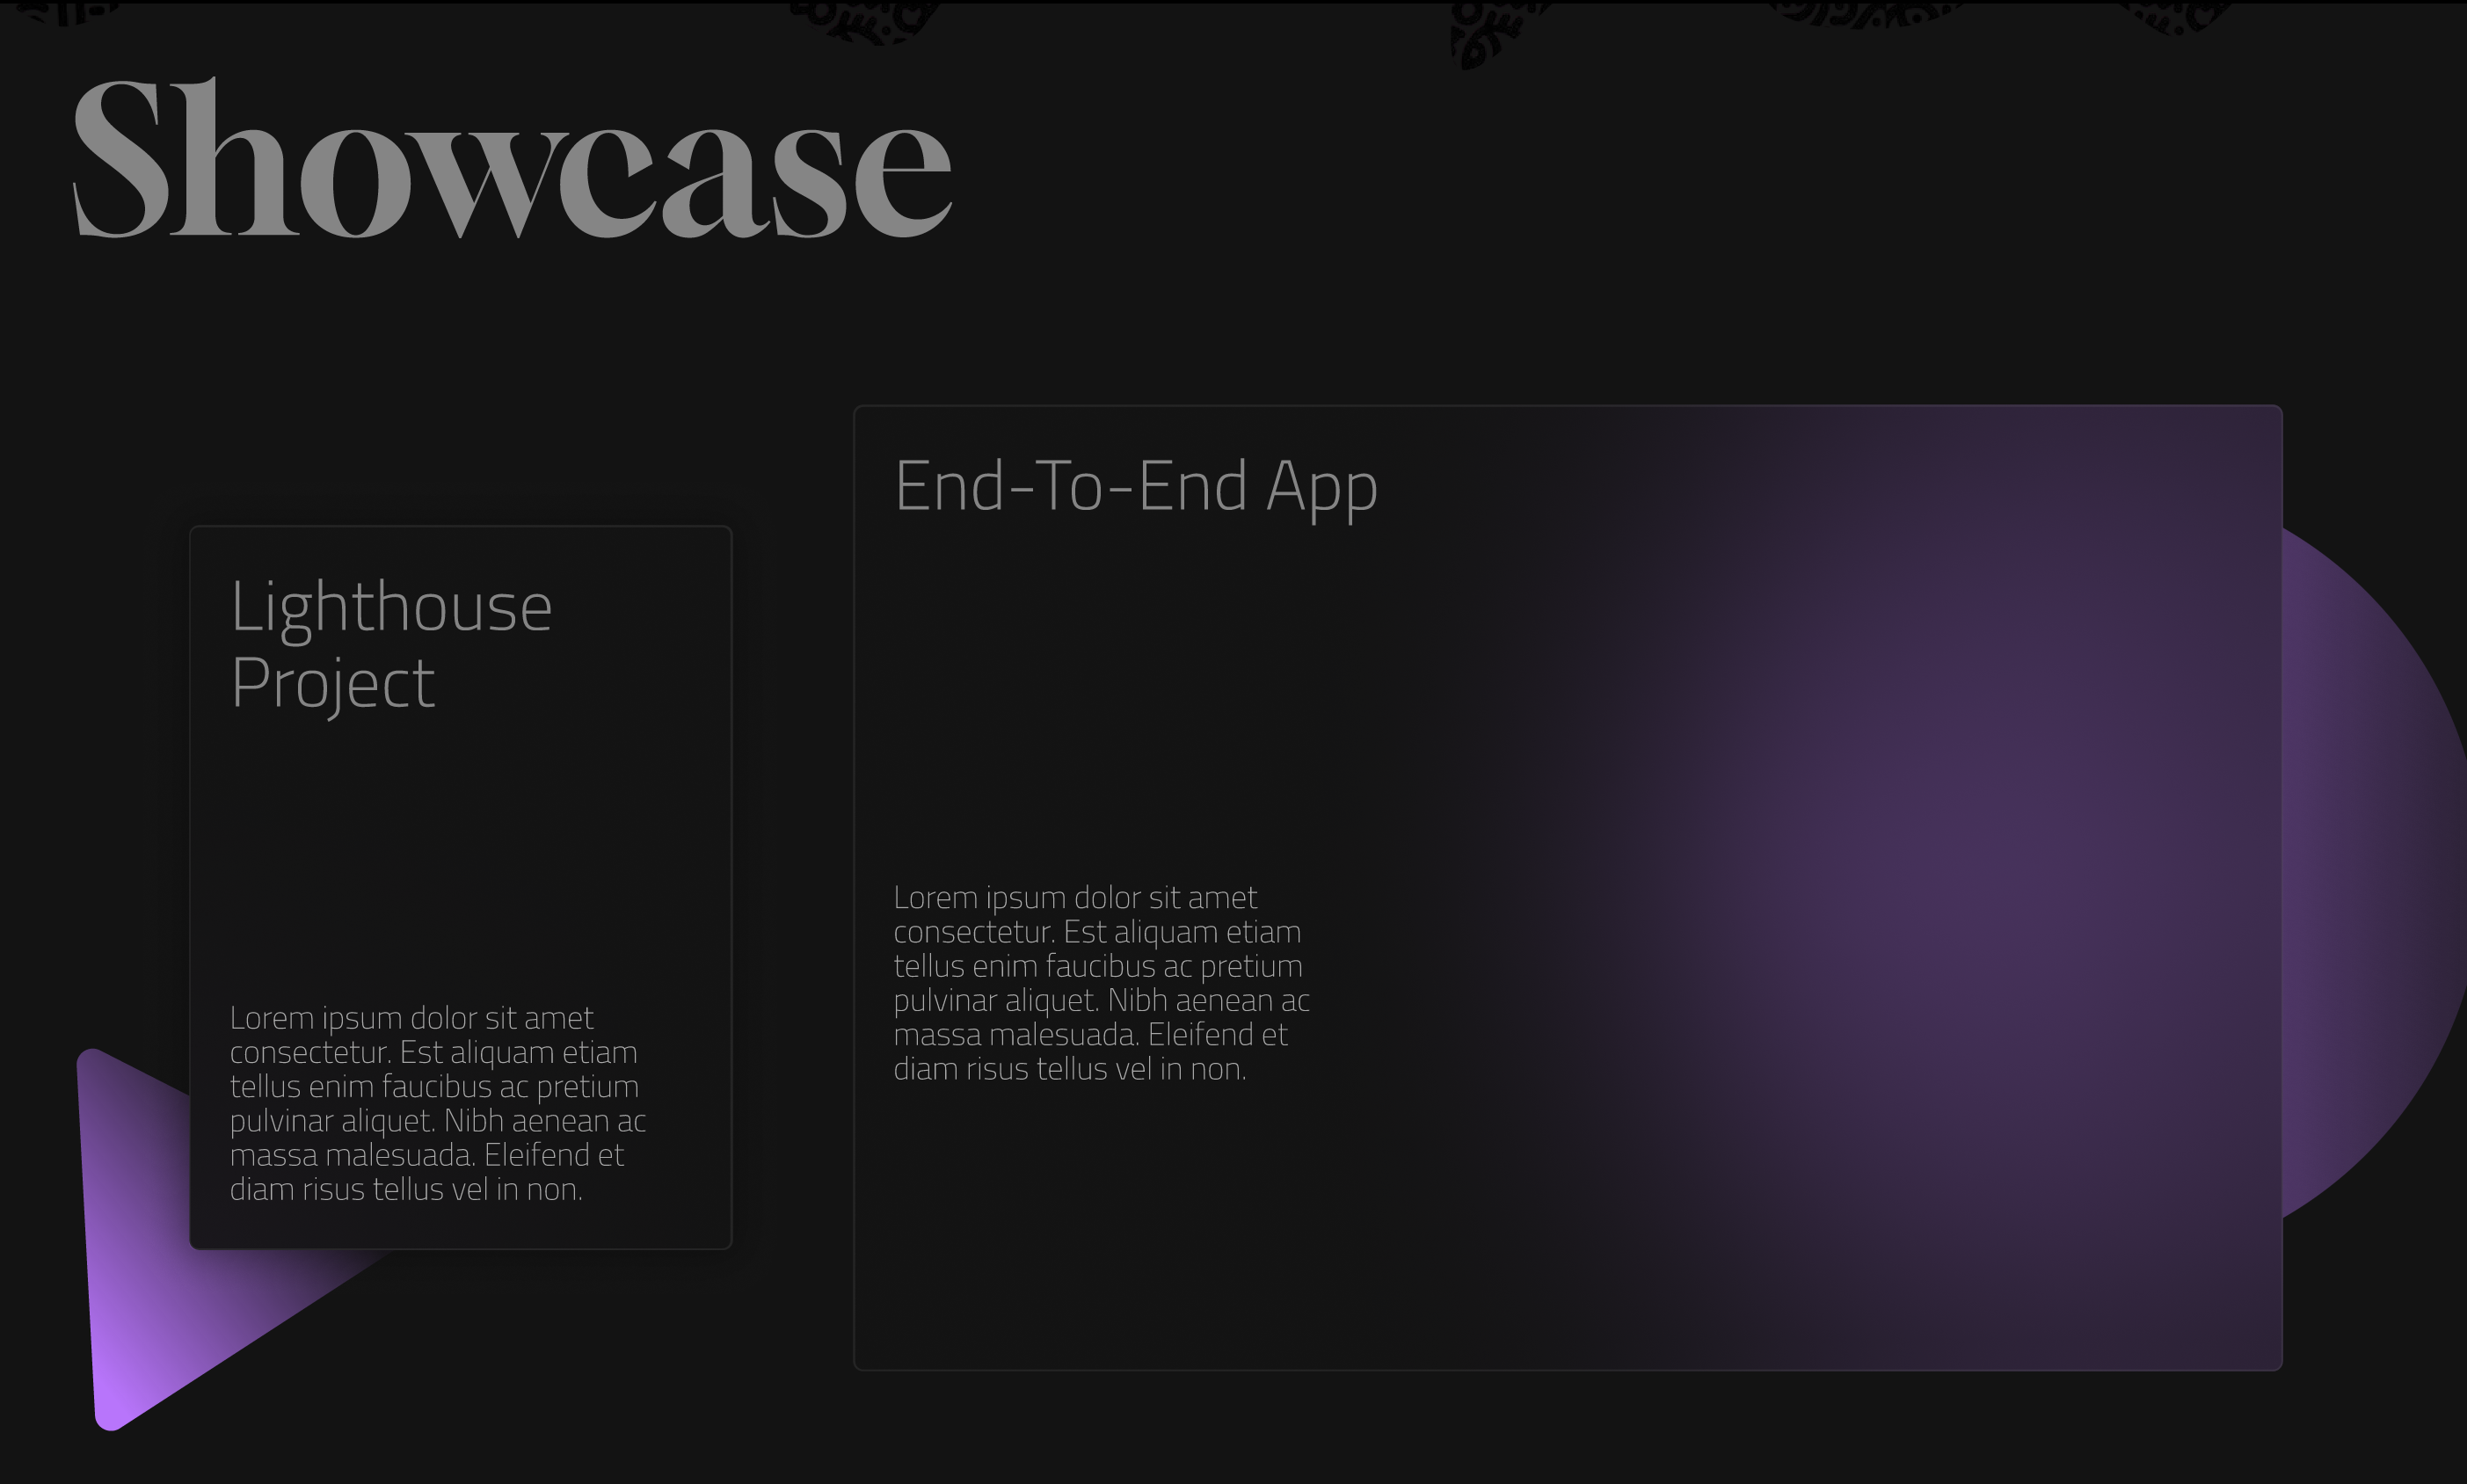 Showcase
Lighthouse
Project
Lorem ipsum dolor sit amet
consectetur. Est aliquam etiam
tellus enim faucibus ac pretium
pulvinar aliquet. Nibh aenean ac
massa malesuada. Eleifend et
diam risus tellus vel in non.
End-To-End App
Lorem ipsum dolor sit amet
consectetur. Est aliquam etiam
tellus enim faucibus ac pretium
pulvinar aliquet. Nibh aenean ac
massa malesuada. Eleifend et
diam risus tellus vel in non.